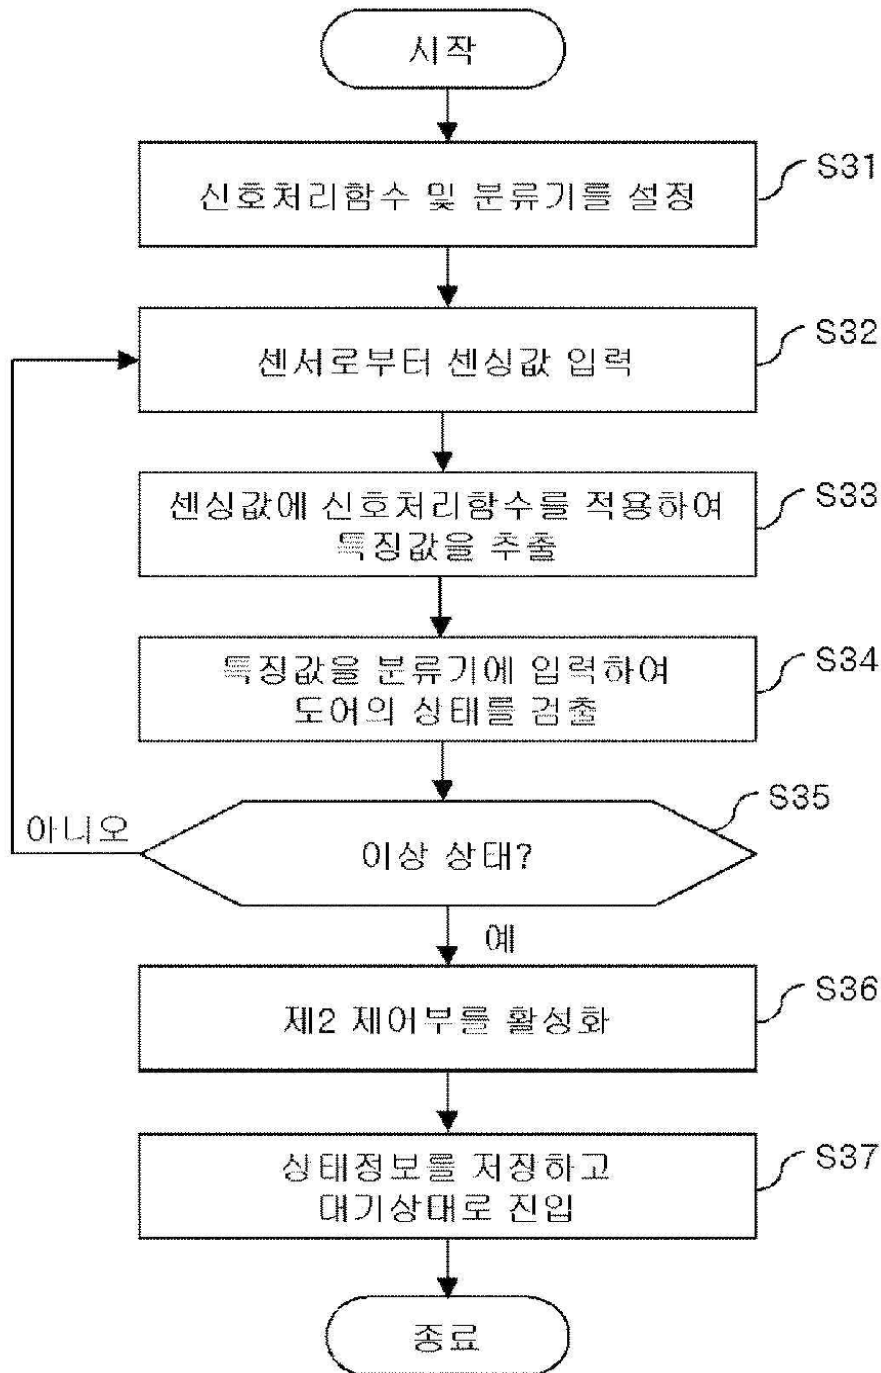 시작
신호처리함수 및 분류기를 설정
S31
센서로부터 센싱값 입력
S32
센싱값에 신호처리함수를 적용하여
특징값을 추출
S33
특징값을 분류기에 입력하여
도어의 상태를 검출
S34
이상 상태?
S35
아니오
예
제2 제어부를 활성화
S36
상태정보를 저장하고
대기상태로 진입
S37
종료